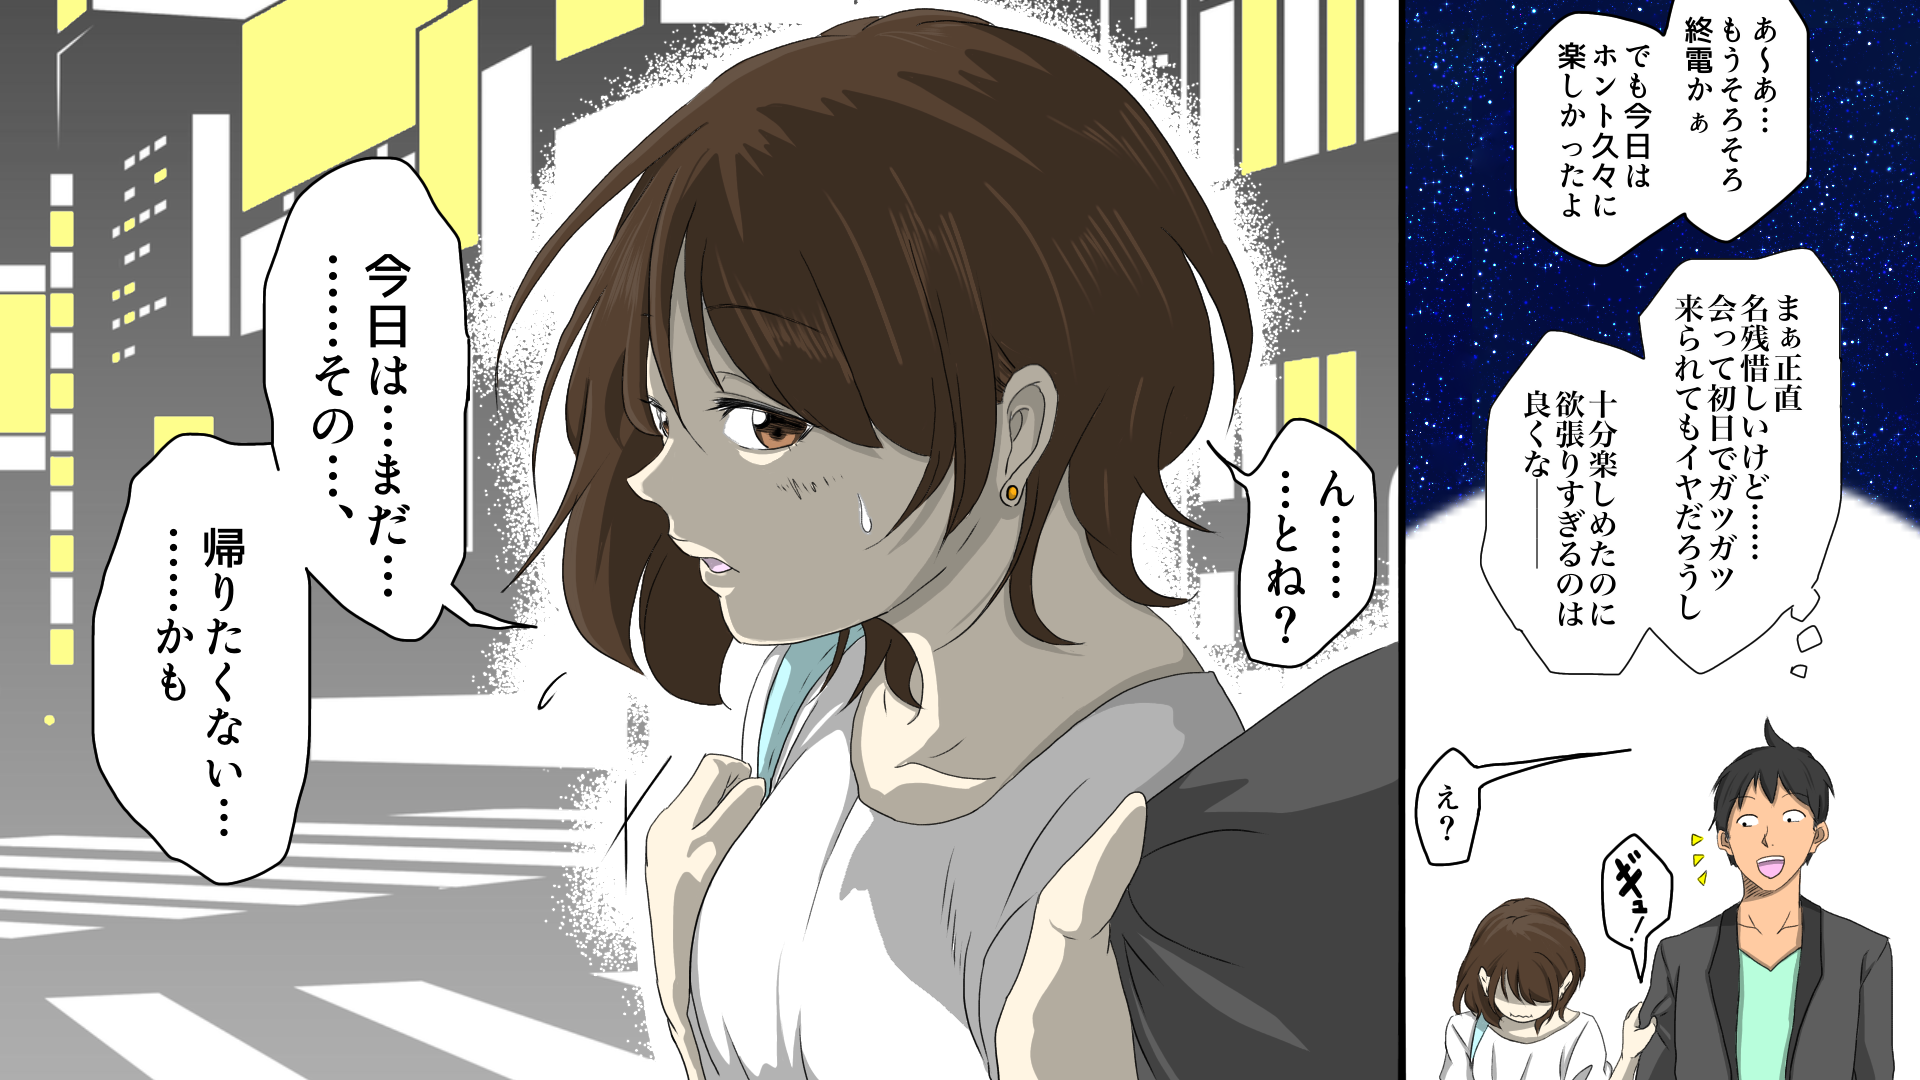 あ～あ…
もうそろそろ
終電かぁ
でも今日は
ホント久々に
楽しかったよ
まぁ正直
名残惜しいけど……
会って初日でガツガツ
来られてもイヤだろうし
十分楽しめたのに
欲張りすぎるのは
良くな――
ギュ！
え？
ん……
…とね？
今日は…まだ…
……その…、
帰りたくない…
……かも